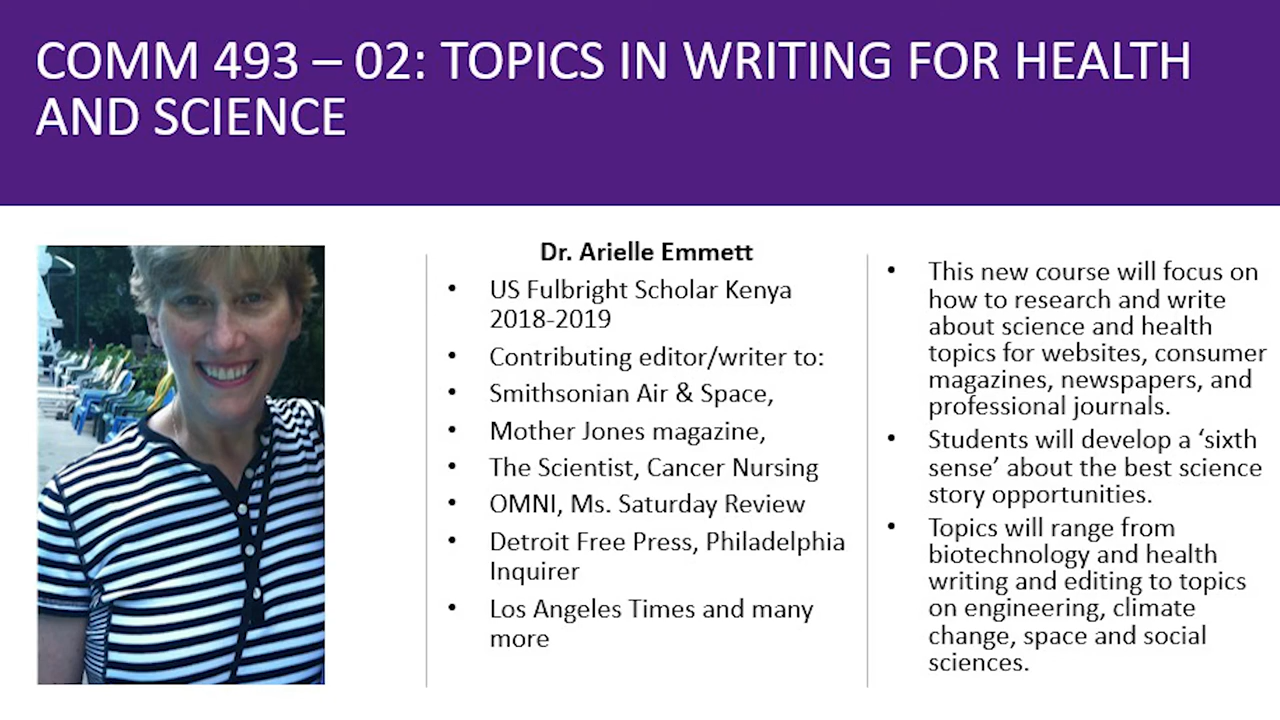 COMM 493 – 02: TOPICS IN WRITING FOR HEALTH
AND SCIENCE
Dr. Arielle Emmett
• US Fulbright Scholar Kenya
2018-2019
• Contributing editor/writer to:
• Smithsonian Air & Space,
• Mother Jones magazine,
• The Scientist, Cancer Nursing
• OMNI, Ms. Saturday Review
• Detroit Free Press, Philadelphia
Inquirer
• Los Angeles Times and many
more
• This new course will focus on
how to research and write
about science and health
topics for websites, consumer
magazines, newspapers, and
professional journals.
• Students will develop a ‘sixth
sense’ about the best science
story opportunities.
• Topics will range from
biotechnology and health
writing and editing to topics
on engineering, climate
change, space and social
sciences.